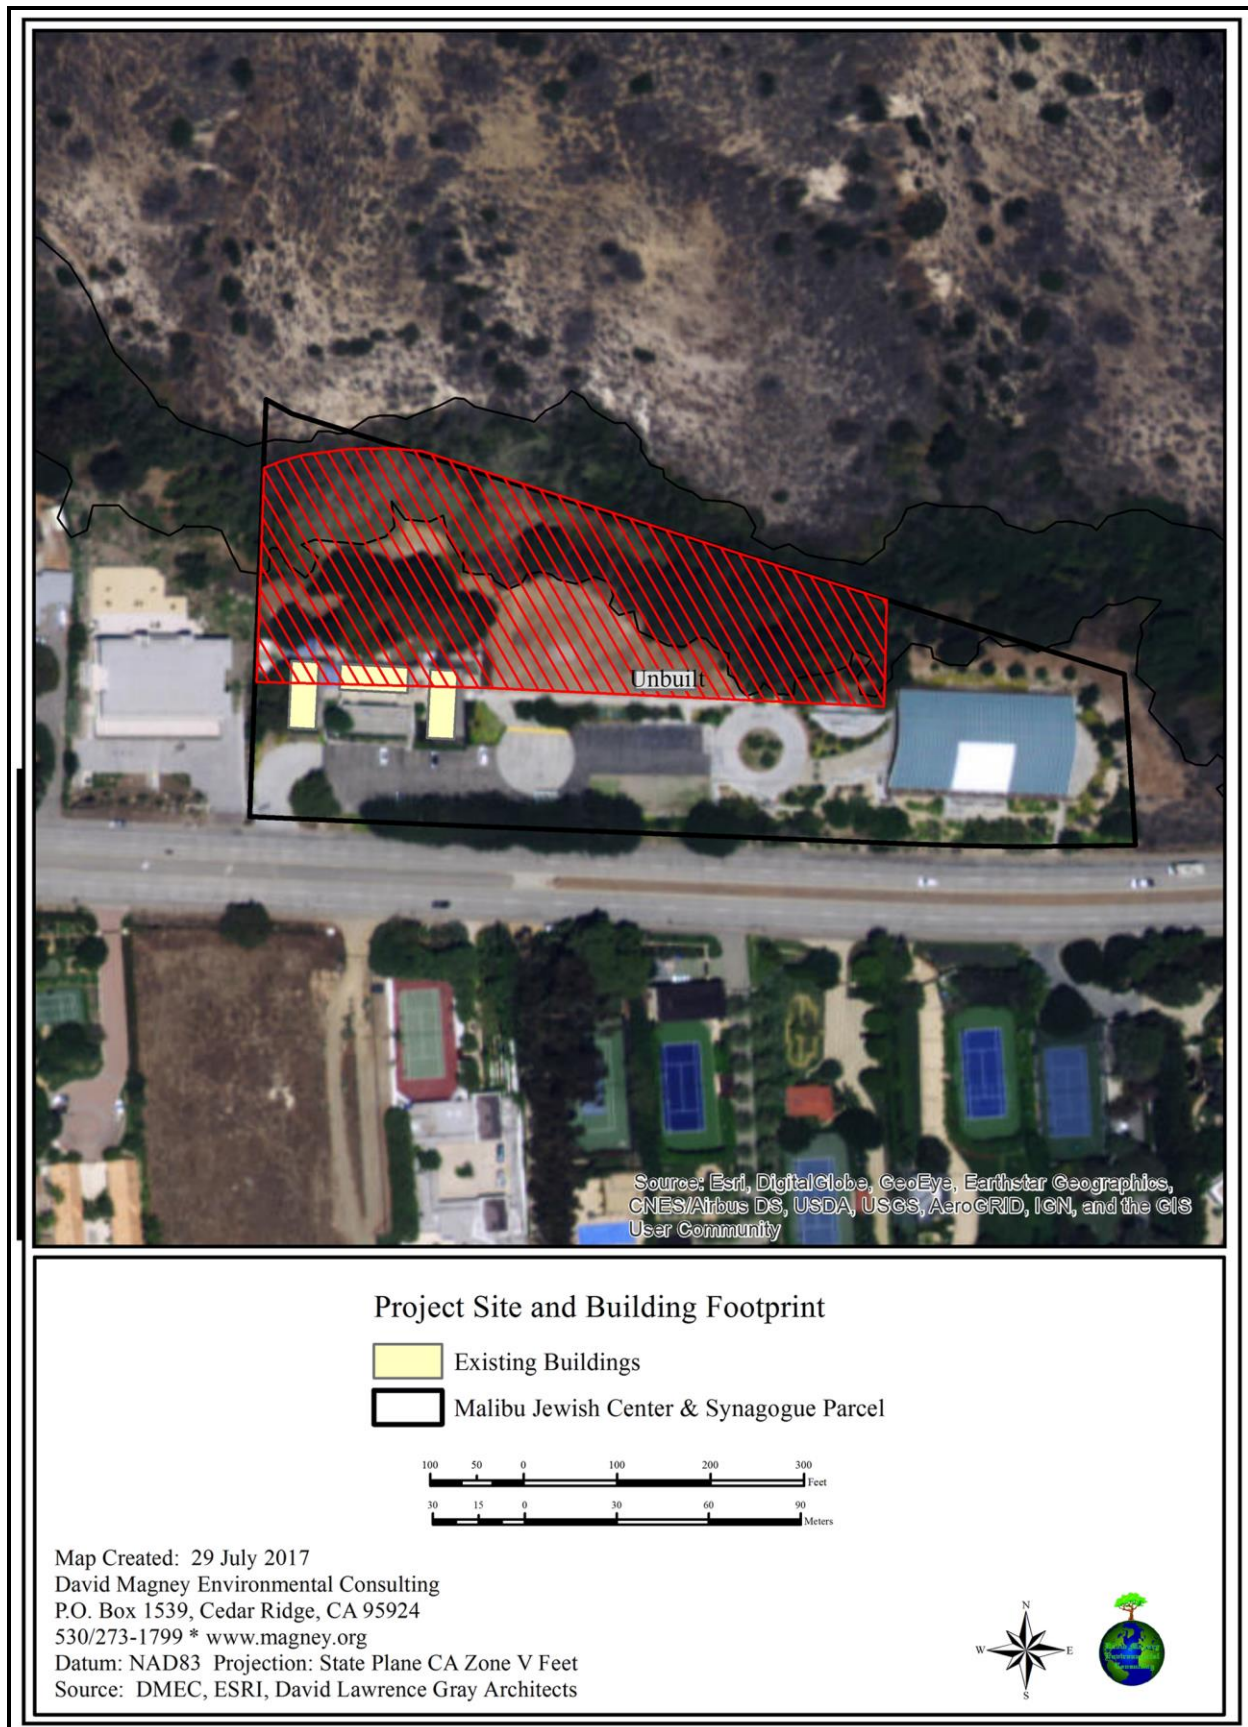 Unbuilt
Source: Esri, DigitalGlobe, GeoEye, Earthstar Geographics,
CNES/Airbus DS, USDA, USGS, AeroGRID, IGN, and the GIS
User Community
Project Site and Building Footprint
Existing Buildings
Malibu Jewish Center & Synagogue Parcel
100 50 0 100 200 300
Feet
30 15 0 30 60 90
Meters
Map Created: 29 July 2017
David Magney Environmental Consulting
P.O. Box 1539, Cedar Ridge, CA 95924
530/273-1799 * www.magney.org
Datum: NAD83 Projection: State Plane CA Zone V Feet
Source: DMEC, ESRI, David Lawrence Gray Architects
N
W E
S
Environmental
Consulting